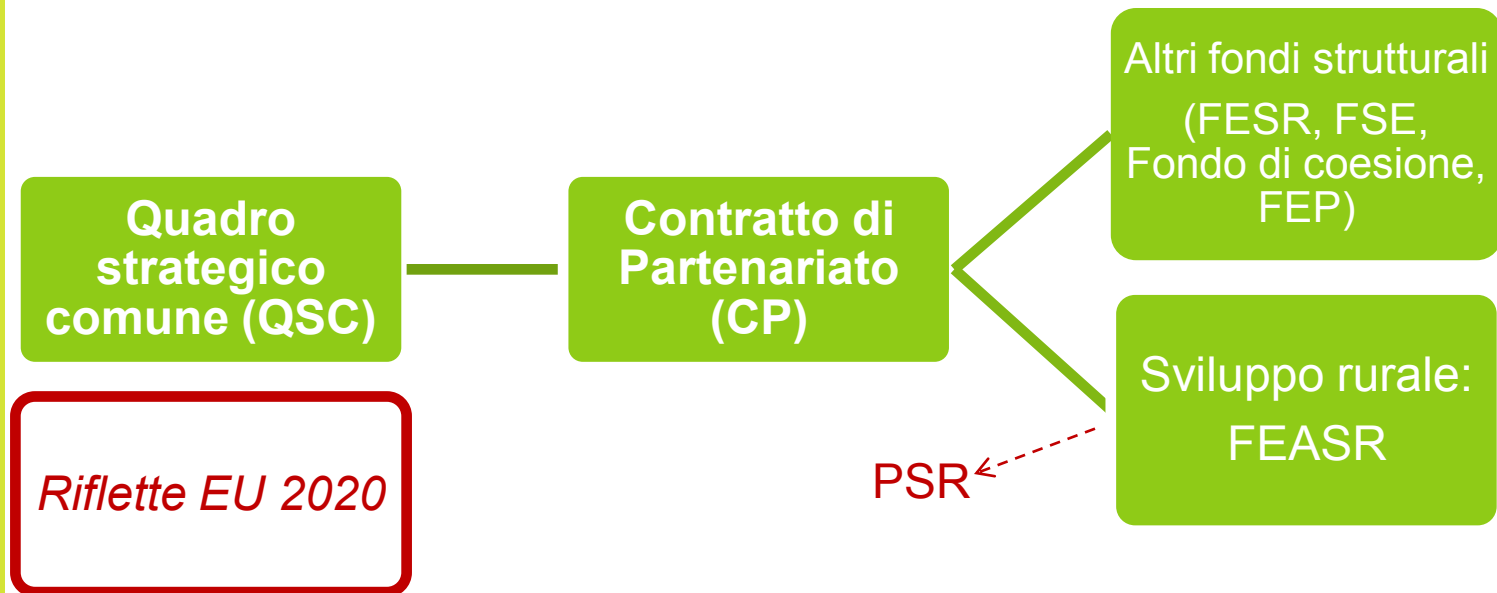 Quadro
strategico
comune (QSC)
Riflette EU 2020
Contratto di
Partenariato
(CP)
Altri fondi strutturali
(FESR, FSE,
Fondo di coesione,
FEP)
Sviluppo rurale:
FEASR
PSR